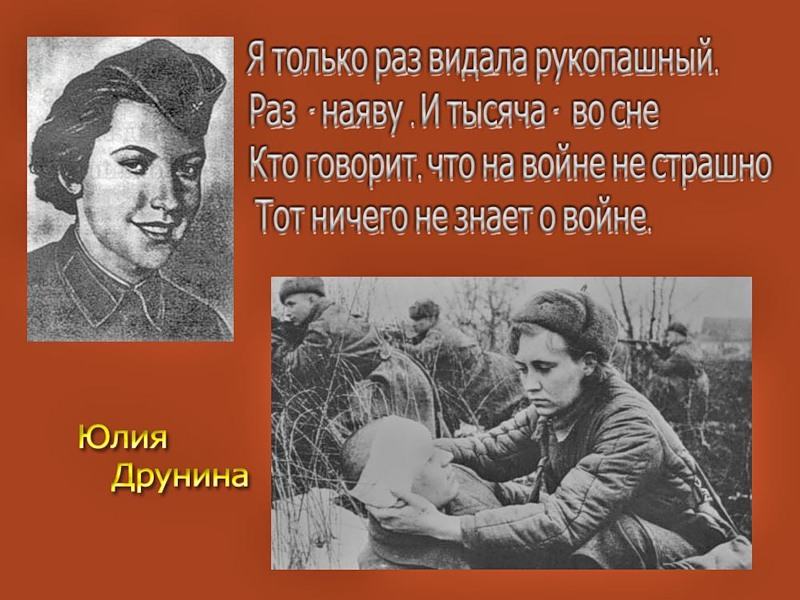 Я только раз видала рукопашный.
Раз - наяву . И тысяча - во сне
Кто говорит, что на войне не страшно
Тот ничего не знает о войне.
Юлия
Друнина